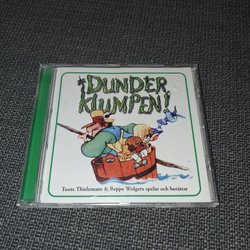 DUNDER
KLUMPEN!
Toots Thielemans & Beppe Wolgers spelar och berättar